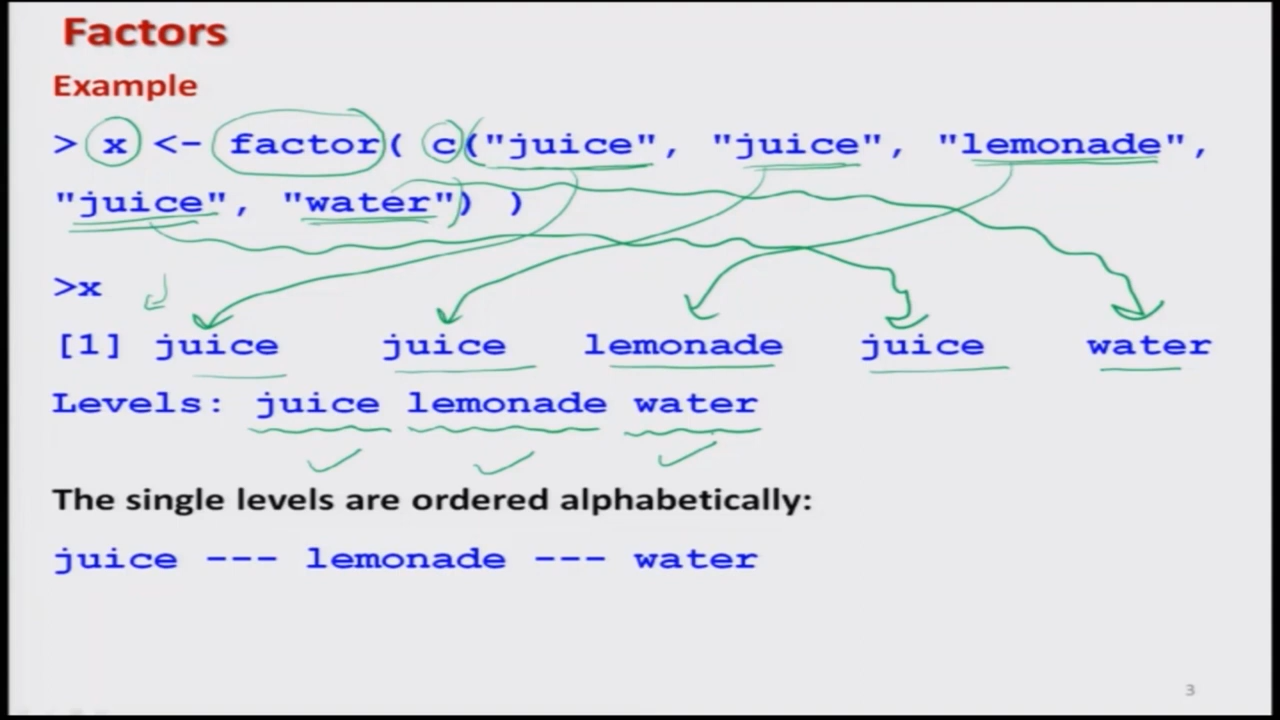 Factors
Example
> x <- factor( c("juice", "juice", "lemonade",
"juice", "water") )
>x
[1] juice juice lemonade juice water
Levels: juice lemonade water
The single levels are ordered alphabetically:
juice --- lemonade --- water
3